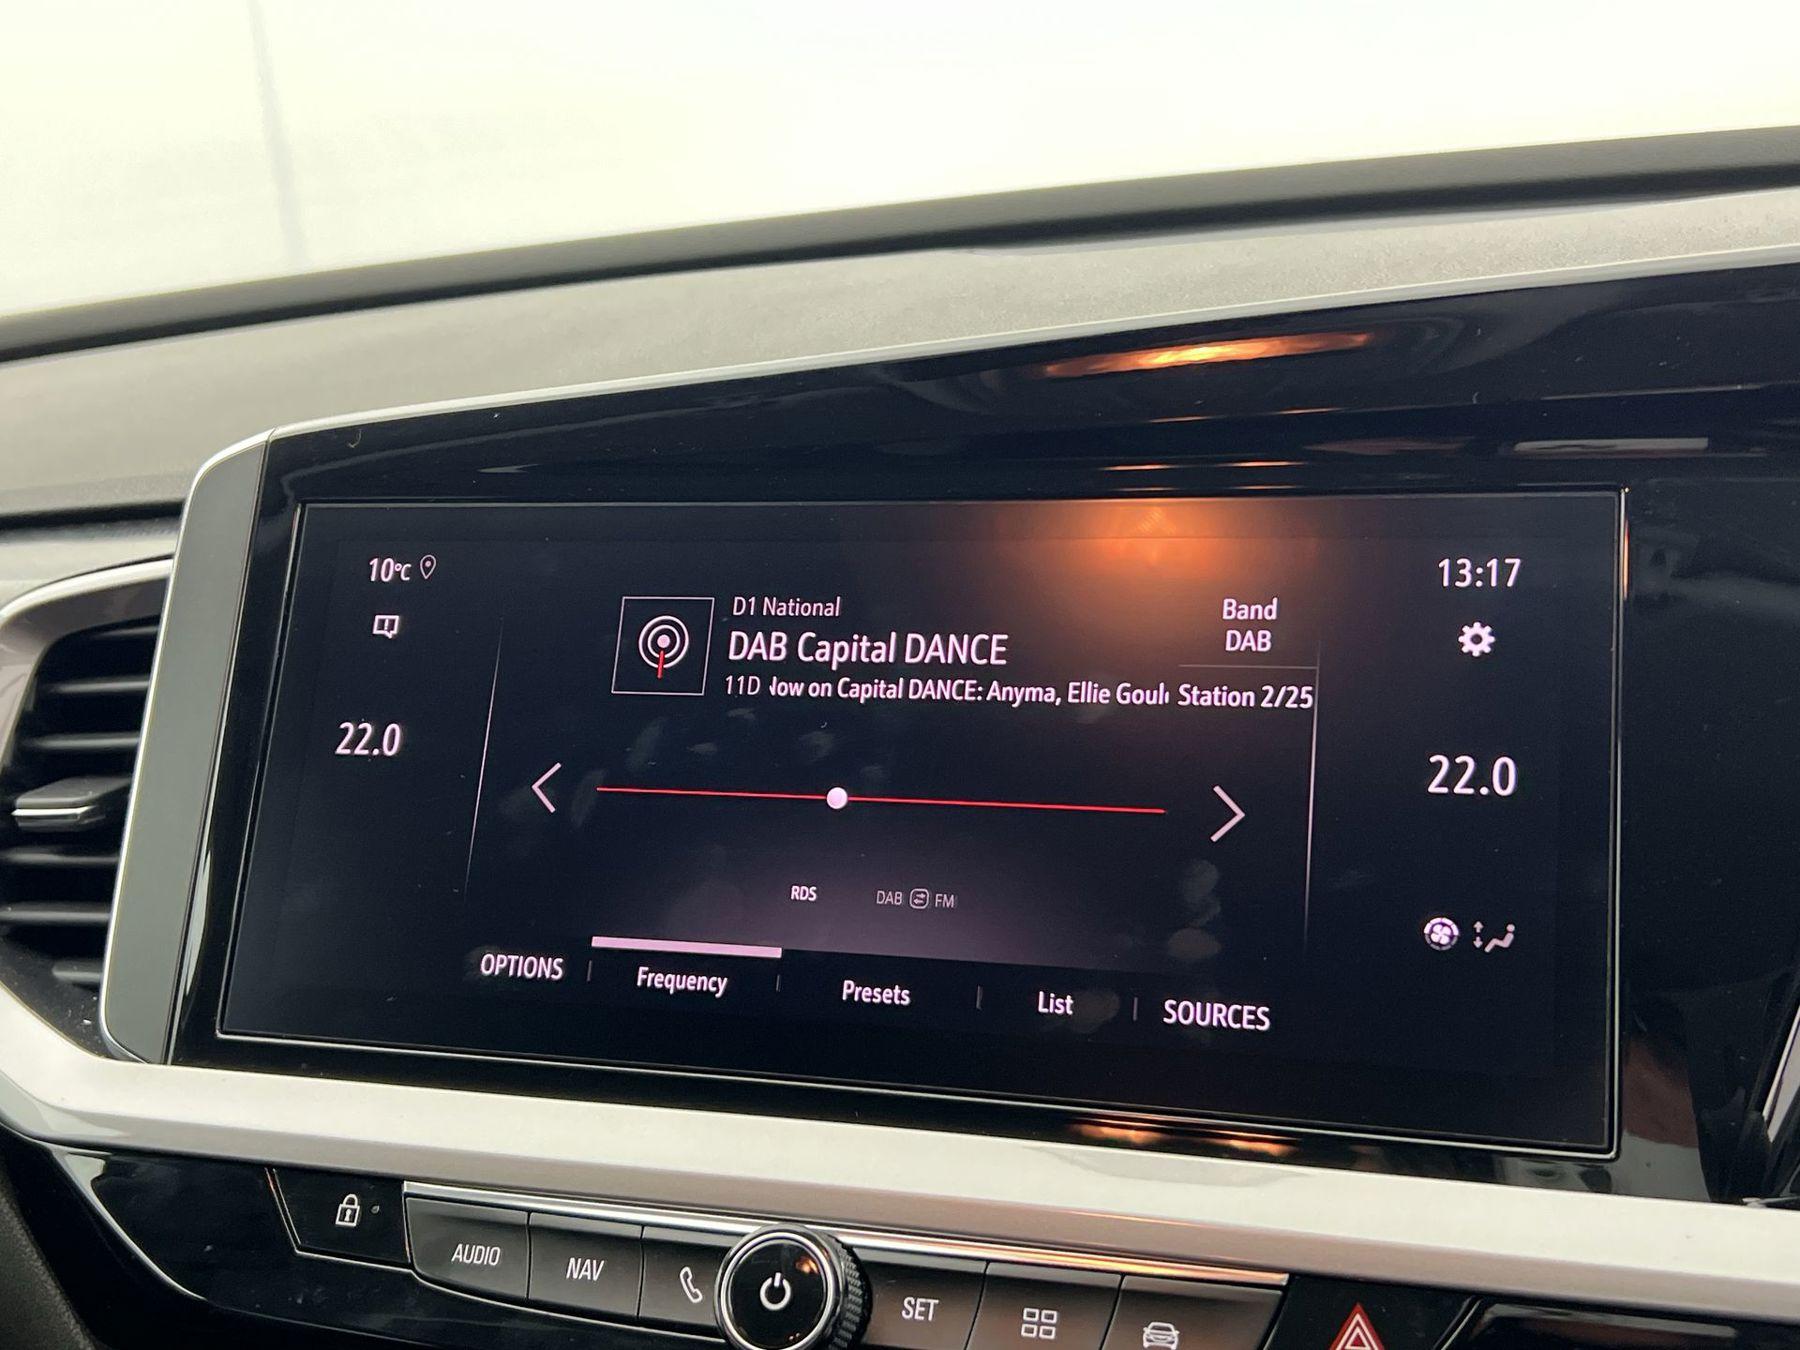 10°C
13:17
D1 National
DAB Capital DANCE
11D Now on Capital DANCE: Anyma, Ellie Goul
Band
DAB
Station 2/25
22.0
22.0
RDS
DAB FM
OPTIONS
Frequency
Presets
List
SOURCES
AUDIO
NAV
SET